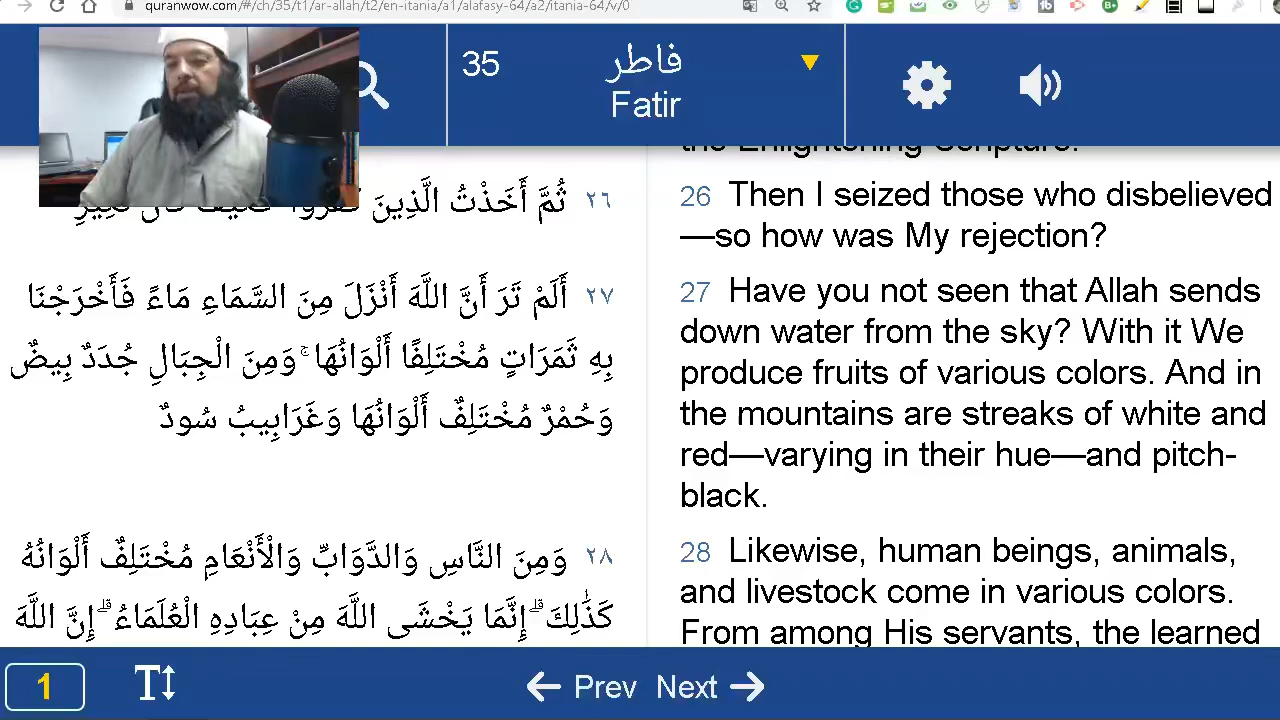 quranwow.com/#/ch/35/t1/ar-allah/t2/en-itania/a1/alafasy-64/a2/itania-64/v/0
35
فاطر
Fatir
the Enlightening Scripture.
٢٦ ثُمَّ أَخَذْتُ الَّذِينَ
26 Then I seized those who disbelieved
—so how was My rejection?
٢٧ أَلَمْ تَرَ أَنَّ اللَّهَ أَنْزَلَ مِنَ السَّمَاءِ مَاءً فَأَخْرَجْنَا
بِهِ ثَمَرَاتٍ مُخْتَلِفًا أَلْوَانُهَا ۚ وَمِنَ الْجِبَالِ جُدَدٌ بِيضٌ
وَحُمْرٌ مُخْتَلِفٌ أَلْوَانُهَا وَغَرَابِيبُ سُودٌ
27 Have you not seen that Allah sends
down water from the sky? With it We
produce fruits of various colors. And in
the mountains are streaks of white and
red—varying in their hue—and pitch-
black.
٢٨ وَمِنَ النَّاسِ وَالدَّوَابِّ وَالْأَنْعَامِ مُخْتَلِفٌ أَلْوَانُهُ
كَذَٰلِكَ ۗ إِنَّمَا يَخْشَى اللَّهَ مِنْ عِبَادِهِ الْعُلَمَاءُ ۗ إِنَّ اللَّهَ
28 Likewise, human beings, animals,
and livestock come in various colors.
From among His servants, the learned
1
T
Prev Next